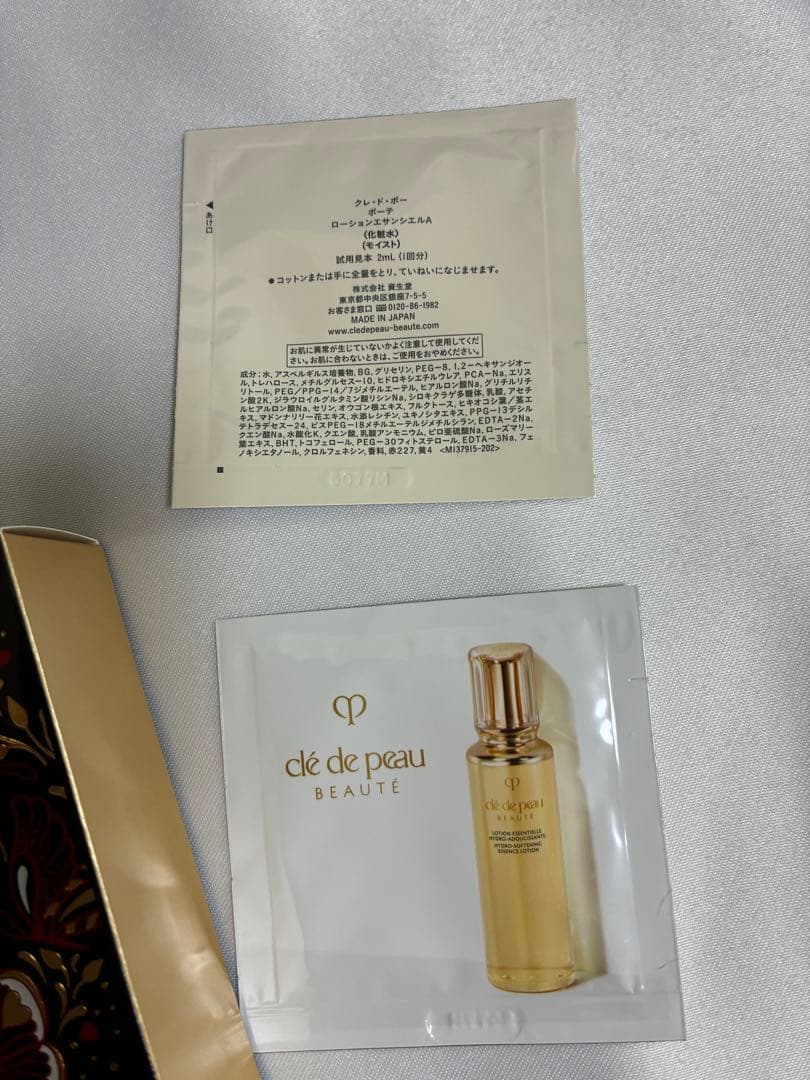 クレ・ド・ポー
ボーテ
ローションエサンシエルA
〈化粧水〉
(モイスト)
試用見本 2mL (1回分)
●コットンまたは手に全量をとり、ていねいになじませます。
株式会社 資生堂
東京都中央区銀座7-5-5
お客さま窓口 0120-86-1982
MADE IN JAPAN
www.cledepeau-beaute.com
◀あけ口
お肌に異常が生じていないかよく注意して使用してくだ
さい。お肌に合わないときは、ご使用をおやめください。
成分:水, アスペルギルス培養物, BG, グリセリン, PEG-8, 1,2-ヘキサンジオー
ル, トレハロース, メチルグルセス-10, ヒドロキシエチルウレア, PCA-Na, エリス
リトール, PEG/PPG-14/7ジメチルエーテル, ヒアルロン酸Na, グリチルリチ
ン酸2K, ジラウロイルグルタミン酸リシンNa, シロキクラゲ多糖体, 乳酸, アセチ
ルヒアルロン酸Na, セリン, オウゴン根エキス, フルクトース, ヒキオコシ葉/茎エ
キス, マドンナリリー花エキス, 水添レシチン, ユキノシタエキス, PPG-13デシル
テトラデセス-24, ビスPEG-18メチルエーテルジメチルシラン, EDTA-2Na,
クエン酸Na, 水酸化K, クエン酸, 乳酸アンモニウム, ピロ亜硫酸Na, ローズマリー
葉エキス, BHT, トコフェロール, PEG-30フィトステロール, EDTA-3Na, フェ
ノキシエタノール, クロルフェネシン, 香料, 赤227, 黄4 <M137915-202>
clé de peau
BEAUTÉ
clé de peau
BEAUTÉ
LOTION ESSENTIELLE
HYDRO-ADOUCISSANTE
HYDRO-SOFTENING
ESSENCE LOTION